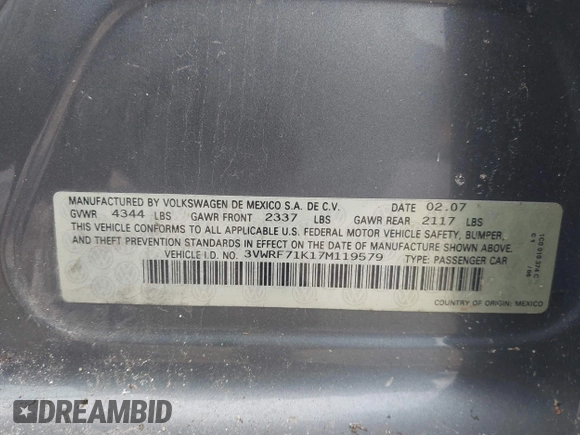 MANUFACTURED BY VOLKSWAGEN DE MEXICO S.A. DE C.V. DATE 02.07
GVWR 4344 LBS GAWR FRONT 2337 LBS GAWR REAR 2117 LBS
THIS VEHICLE CONFORMS TO ALL APPLICABLE U.S. FEDERAL MOTOR VEHICLE SAFETY, BUMPER,
AND THEFT PREVENTION STANDARDS IN EFFECT ON THE DATE OF MANUFACTURE SHOWN ABOVE.
VEHICLE I.D. NO. 3VWRF71K17M119579 TYPE: PASSENGER CAR
COUNTRY OF ORIGIN: MEXICO
DREAMBID